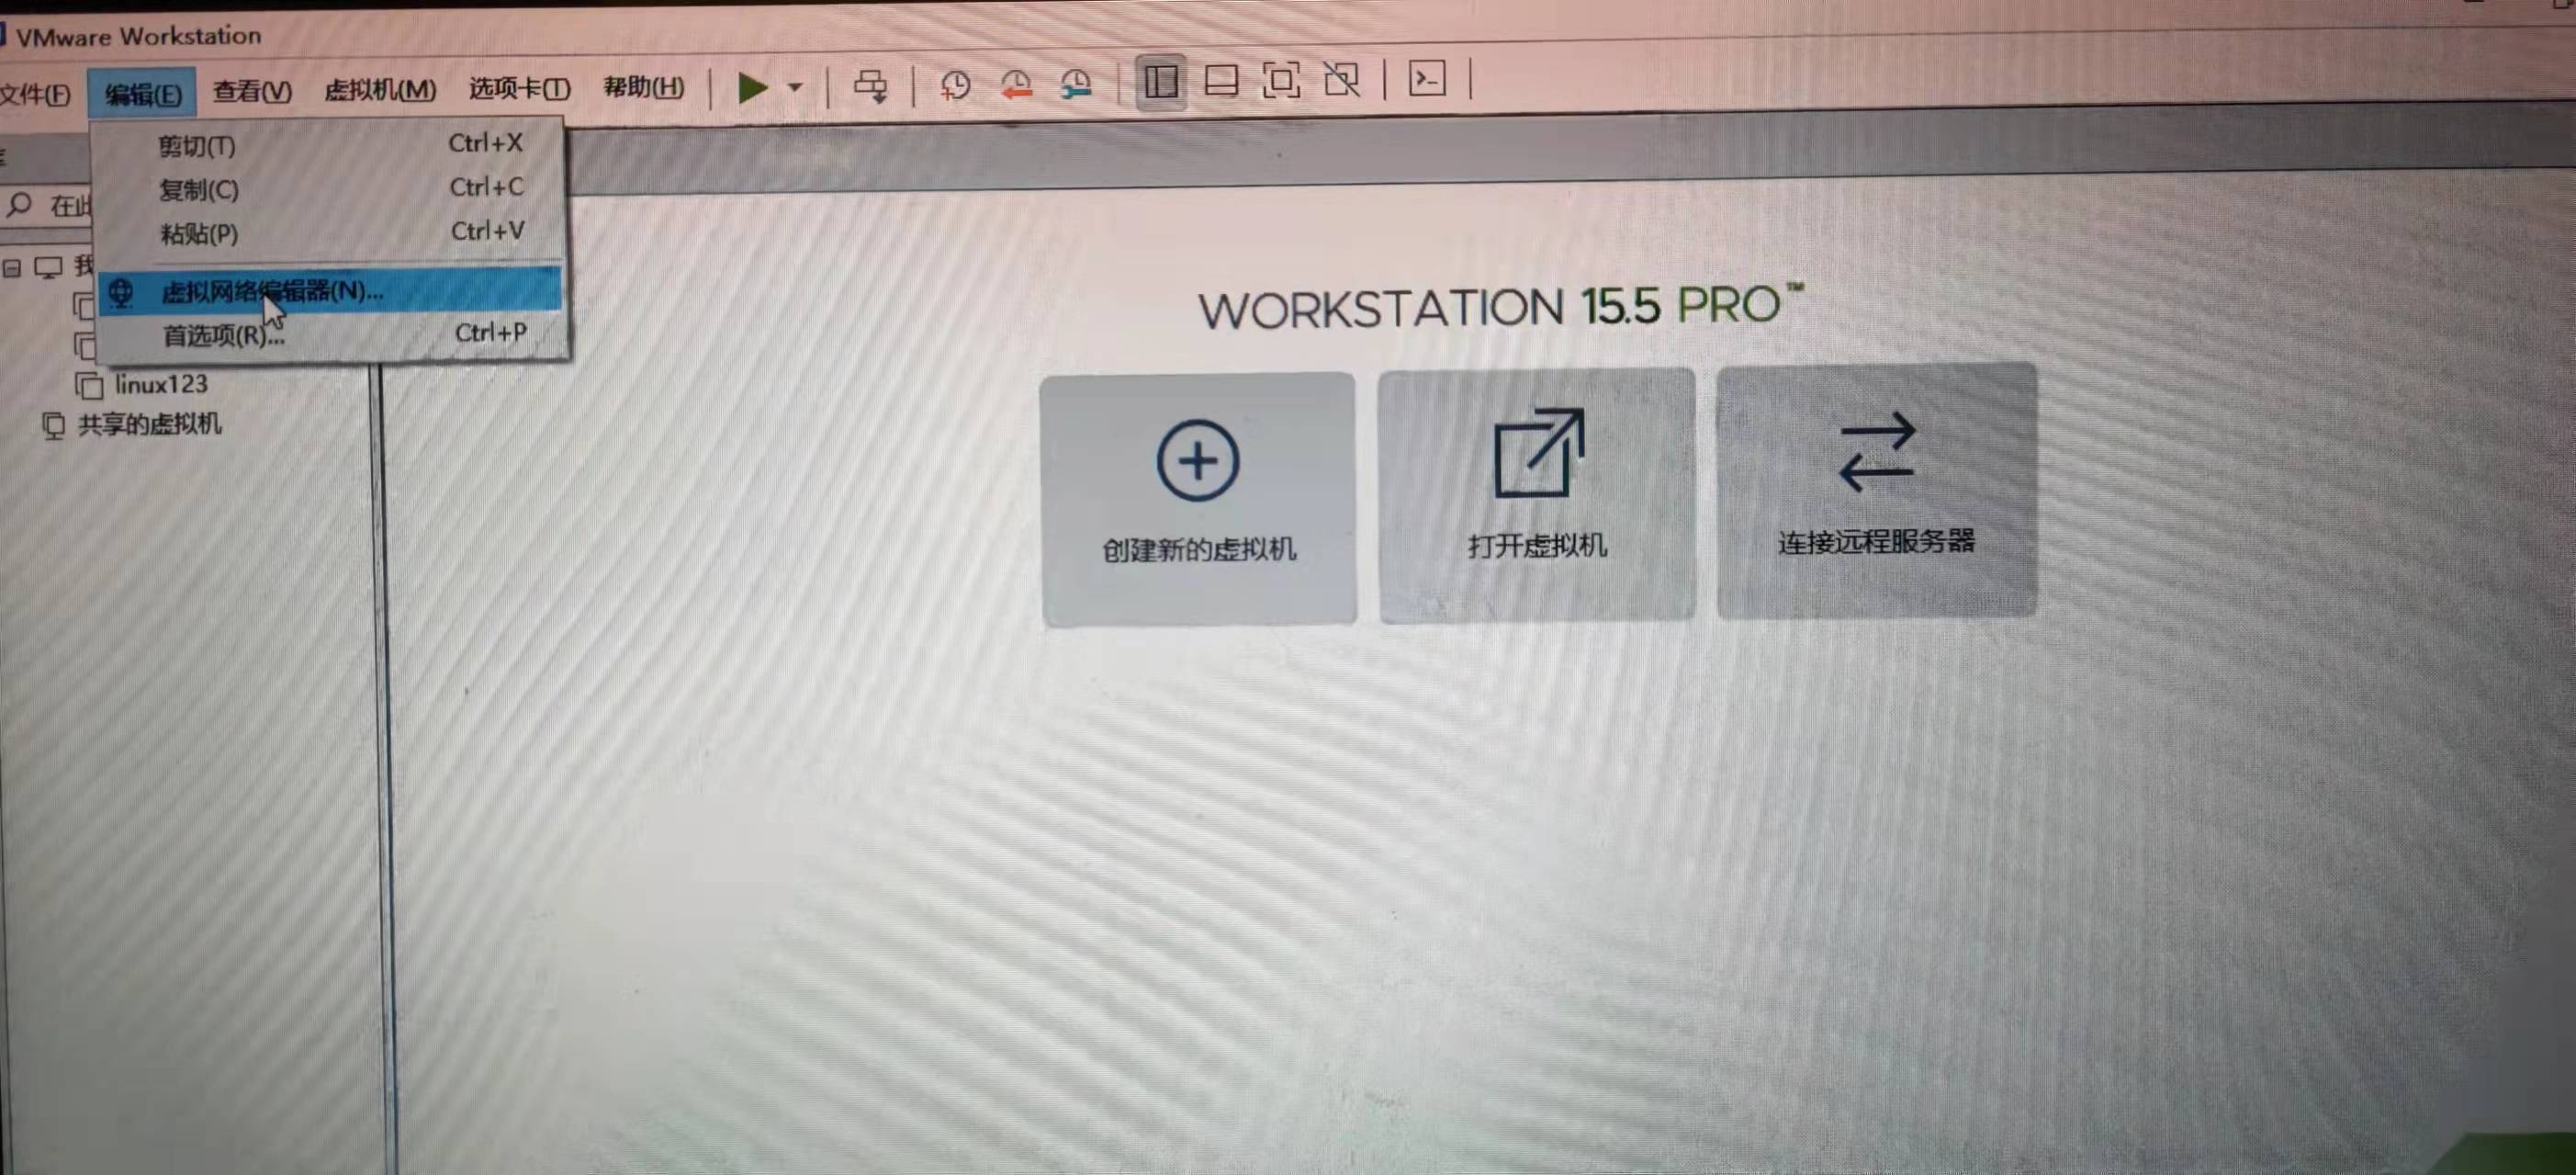 VMware Workstation
文件(F) 编辑(E) 查看(V) 虚拟机(M) 选项卡(T) 帮助(H)
剪切(T) Ctrl+X
复制(C) Ctrl+C
粘贴(P) Ctrl+V
虚拟网络编辑器(N)...
首选项(R)... Ctrl+P
在此
我
linux123
共享的虚拟机
WORKSTATION 15.5 PRO™
创建新的虚拟机
打开虚拟机
连接远程服务器